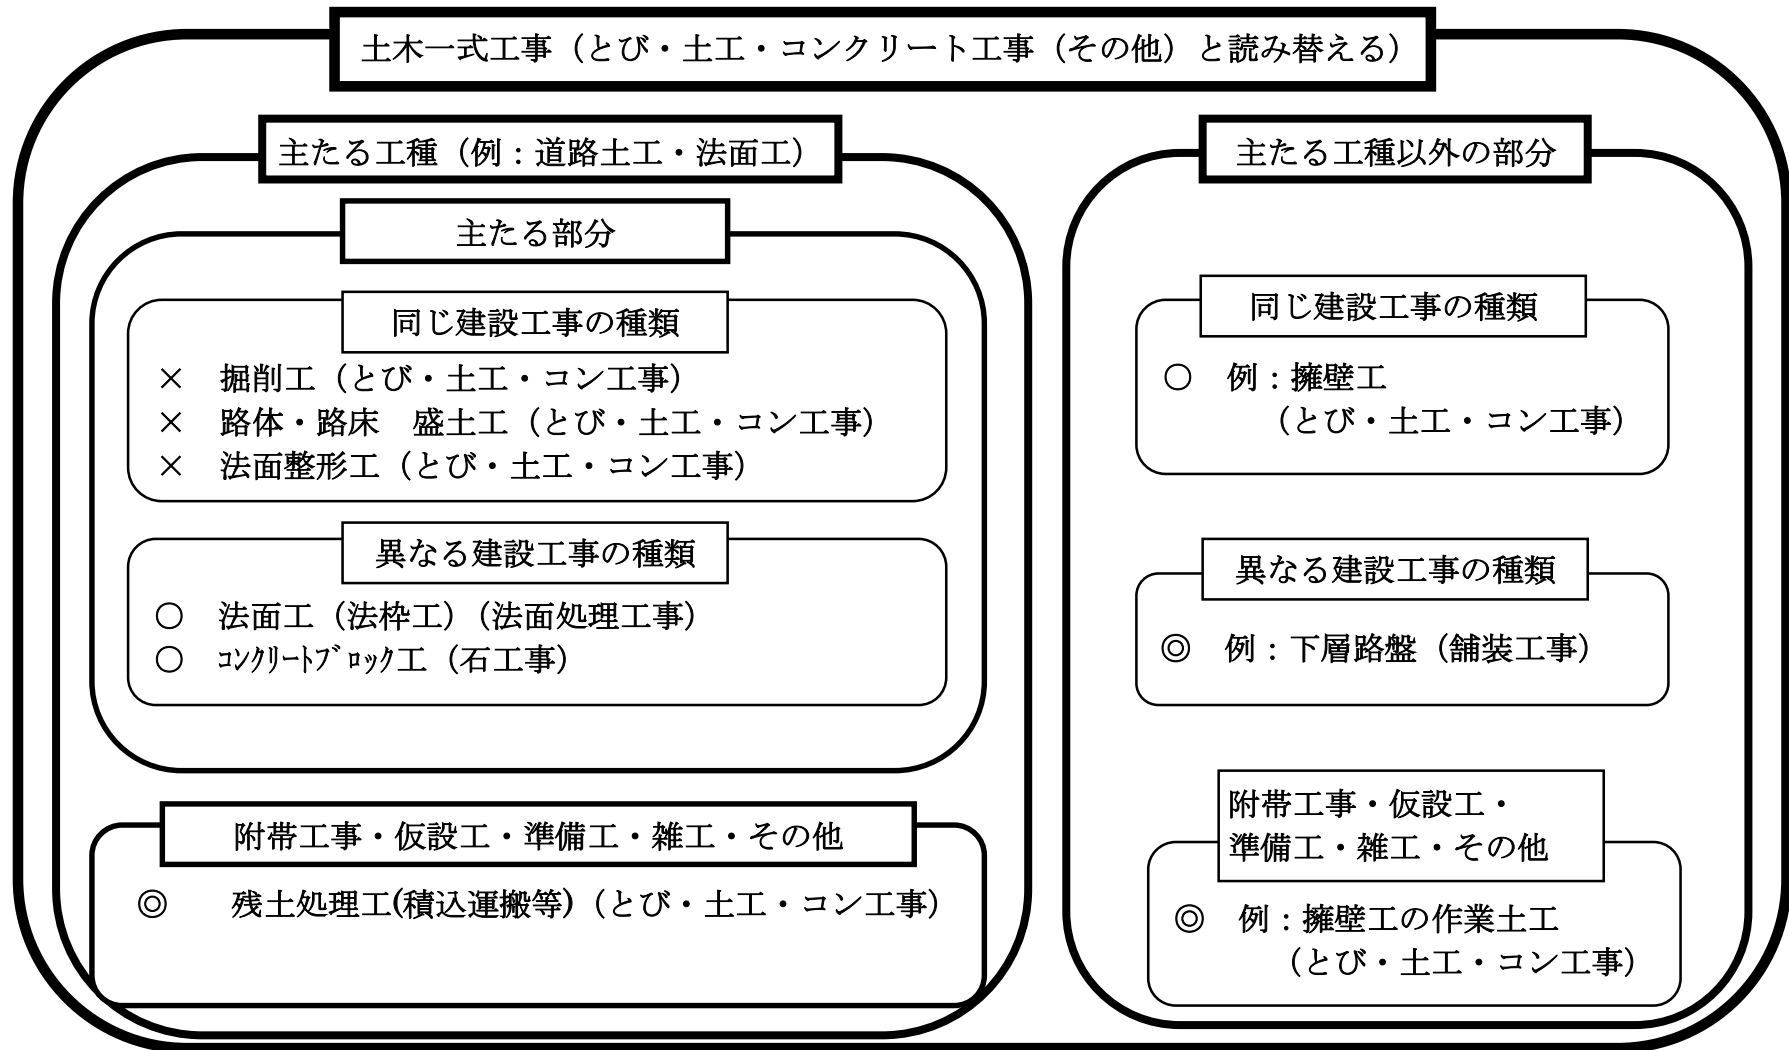 土木一式工事（とび・土工・コンクリート工事（その他）と読み替える）
主たる工種（例：道路土工・法面工）
主たる部分
同じ建設工事の種類
×　掘削工（とび・土工・コン工事）
×　路体・路床　盛土工（とび・土工・コン工事）
×　法面整形工（とび・土工・コン工事）
異なる建設工事の種類
○　法面工（法枠工）（法面処理工事）
○　ｺﾝｸﾘｰﾄﾌﾞﾛｯｸ工（石工事）
附帯工事・仮設工・準備工・雑工・その他
◎　残土処理工(積込運搬等)（とび・土工・コン工事）
主たる工種以外の部分
同じ建設工事の種類
○　例：擁壁工
（とび・土工・コン工事）
異なる建設工事の種類
◎　例：下層路盤（舗装工事）
附帯工事・仮設工・
準備工・雑工・その他
◎　例：擁壁工の作業土工
（とび・土工・コン工事）